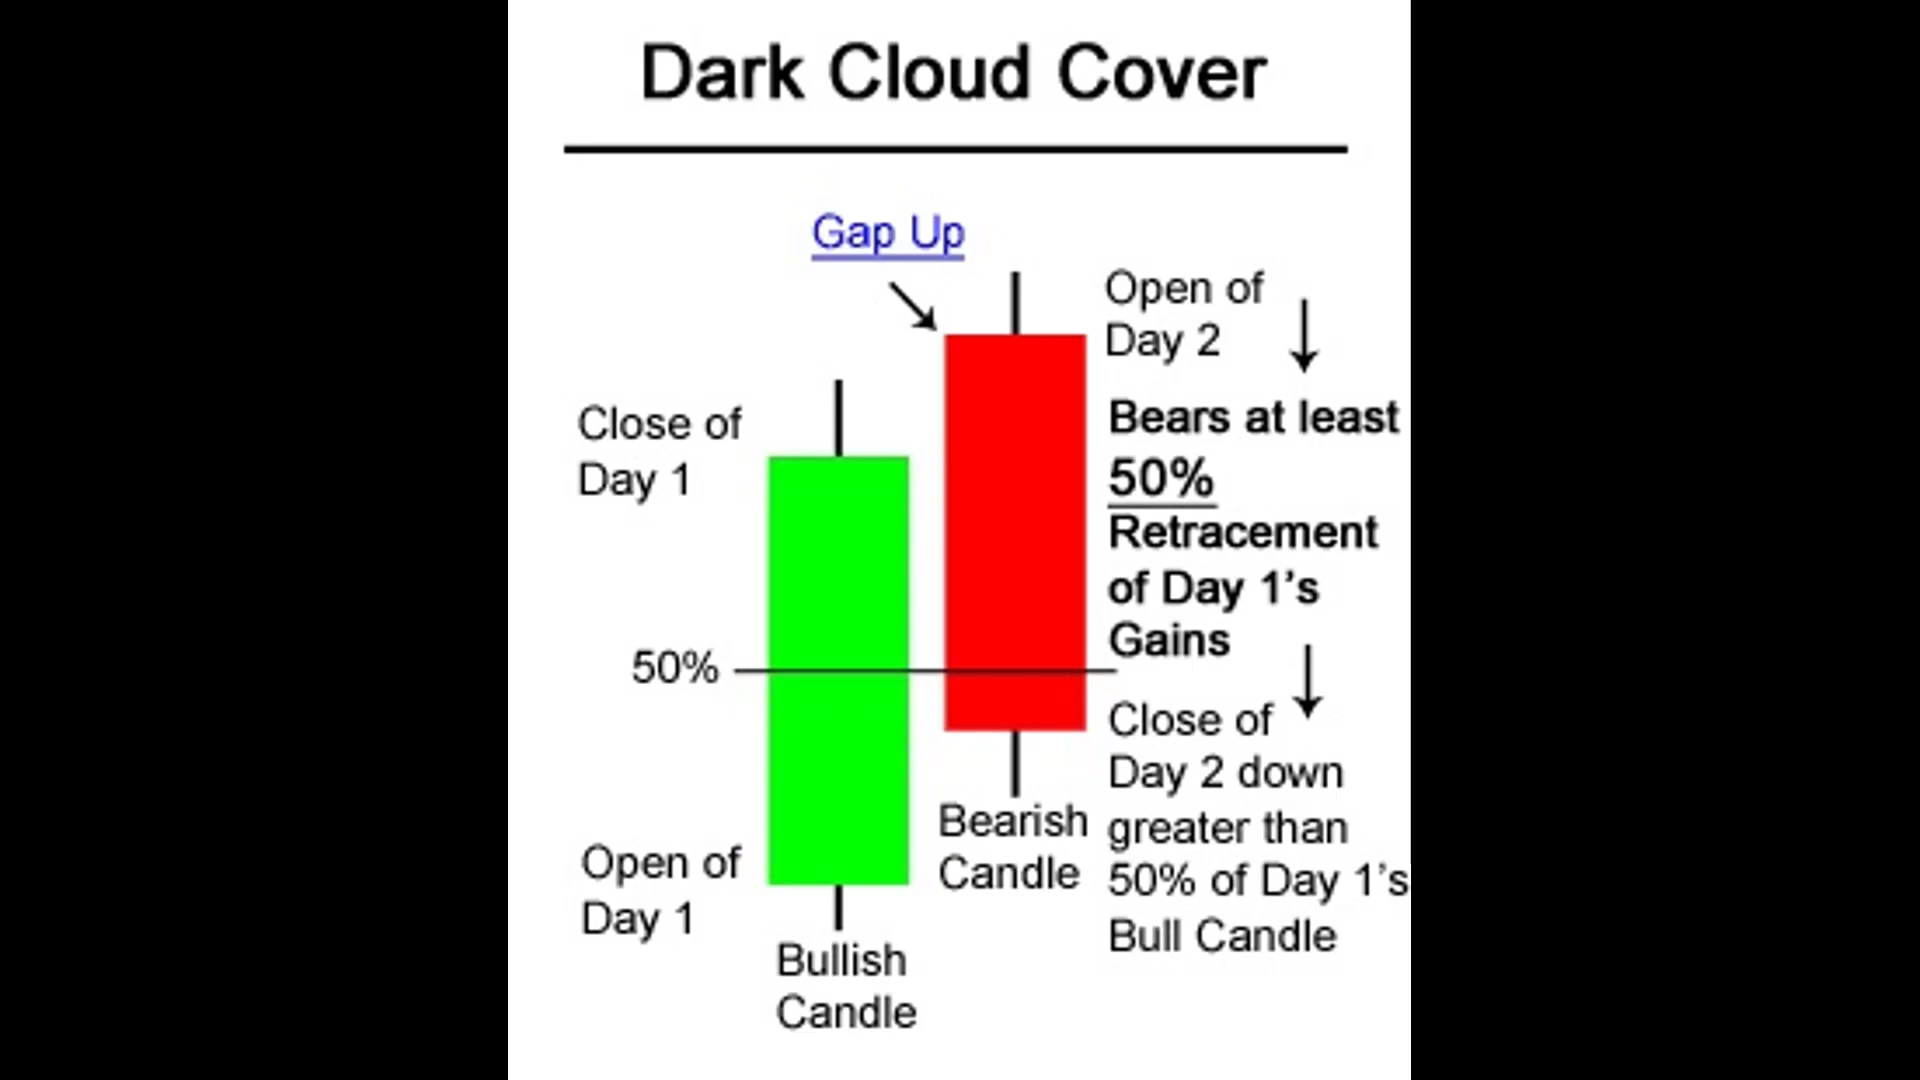 Dark Cloud Cover
Gap Up
Open of
Day 2
Close of
Day 1
Bears at least
50%
Retracement
of Day 1’s
Gains
50%
Close of
Day 2 down
greater than
50% of Day 1’s
Bull Candle
Bearish
Candle
Open of
Day 1
Bullish
Candle